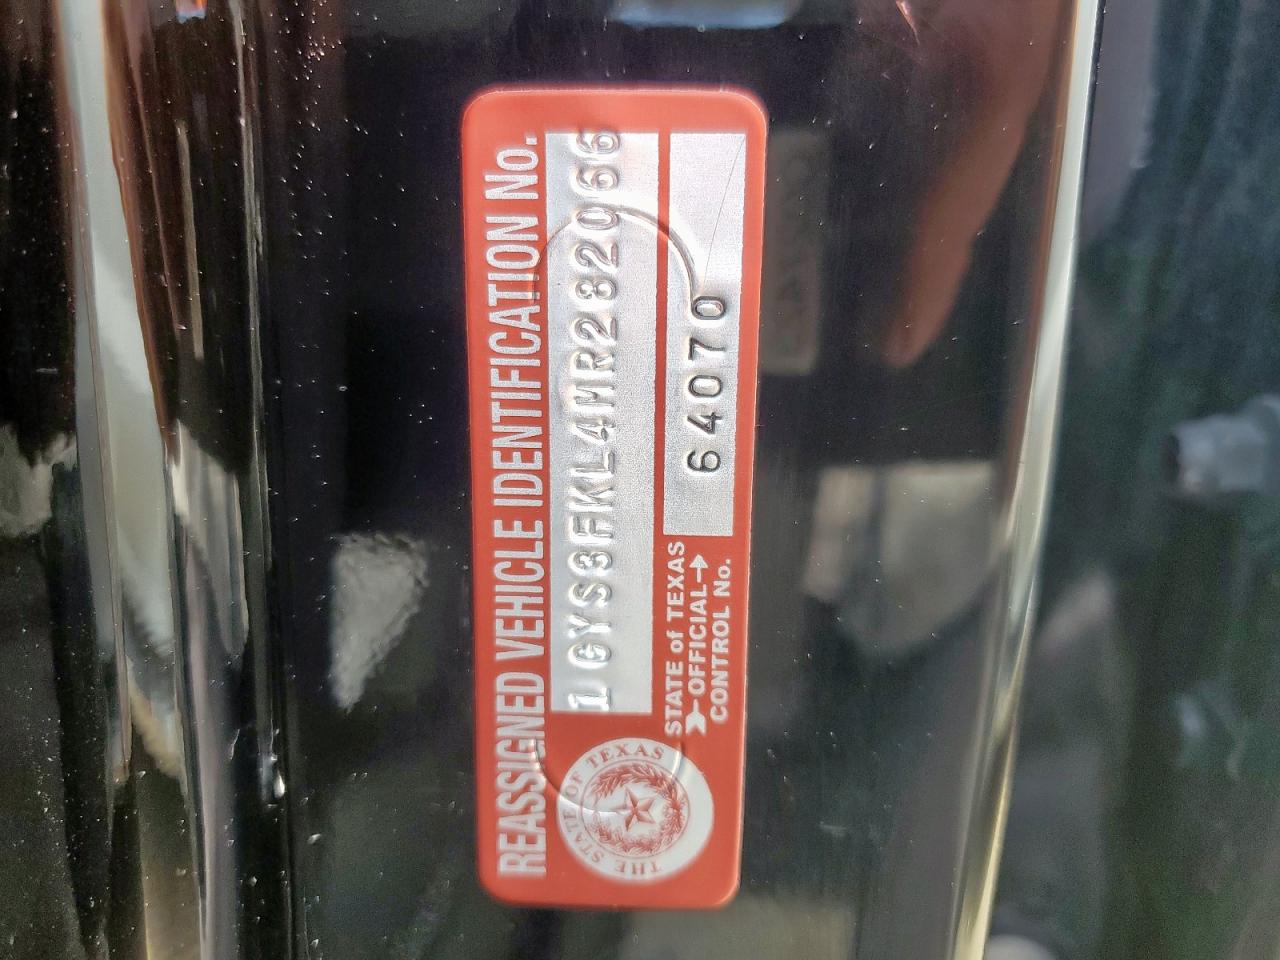 REASSIGNED VEHICLE IDENTIFICATION No.
1GYS3FKL4MR282066
THE STATE OF TEXAS
STATE of TEXAS
OFFICIAL
CONTROL No.
64070